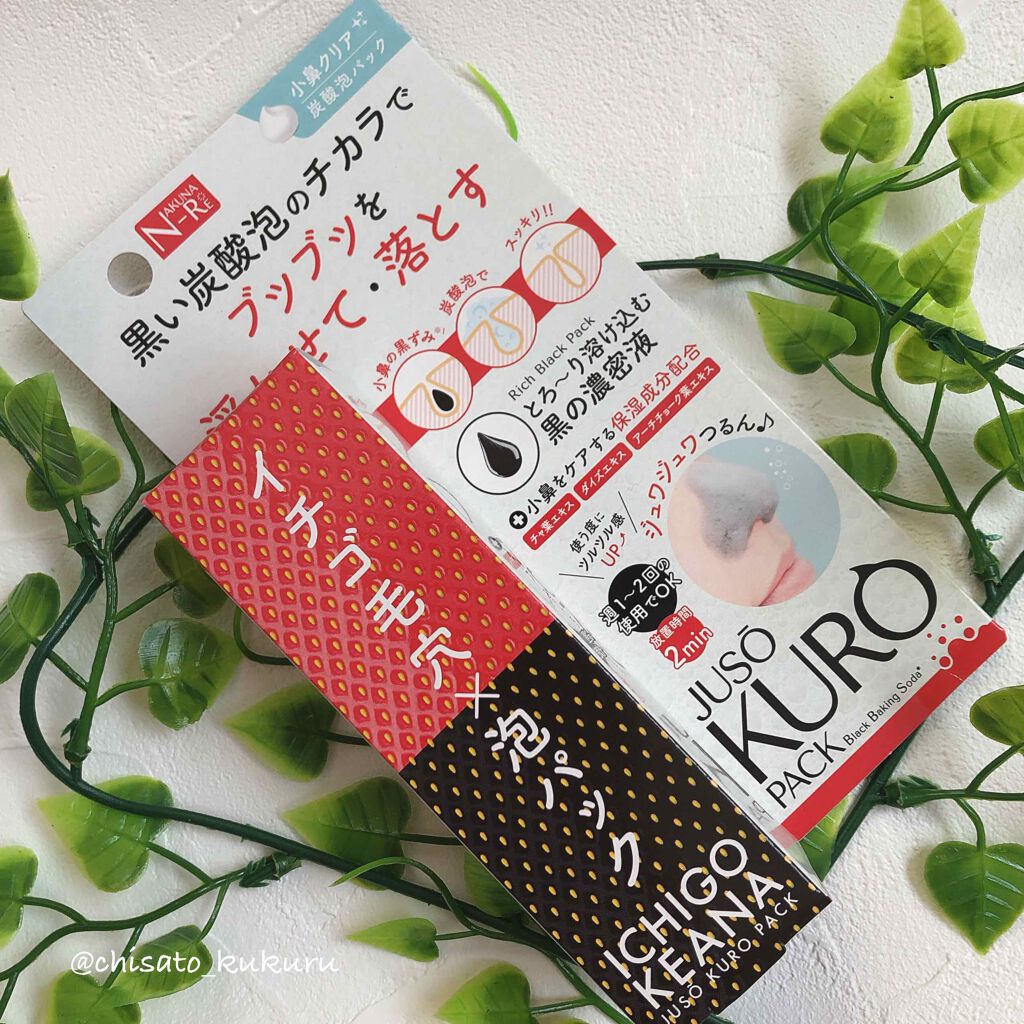 小鼻クリア
炭酸泡パック
JAKUNA
N-RE
黒い炭酸泡のチカラで
ブツブツを
せて・落とす
小鼻の黒ずみ※
炭酸泡で
スッキリ!!
Rich Black Pack
とろ〜り溶け込む
黒の濃密液
+小鼻をケアする保湿成分配合
チャ葉エキス
ダイズエキス
アーチチョーク葉エキス
使う度に
ツルツル感
UP
ジュワジュワつるん♪
週1〜2回の
使用でOK
放置時間
2min
JUSŌ
KURO
PACK Black Baking Soda*
イチゴ毛穴
×
泡パック
ICHIGO
KEANA
JUSŌ KURO PACK
@chisato_kukuru